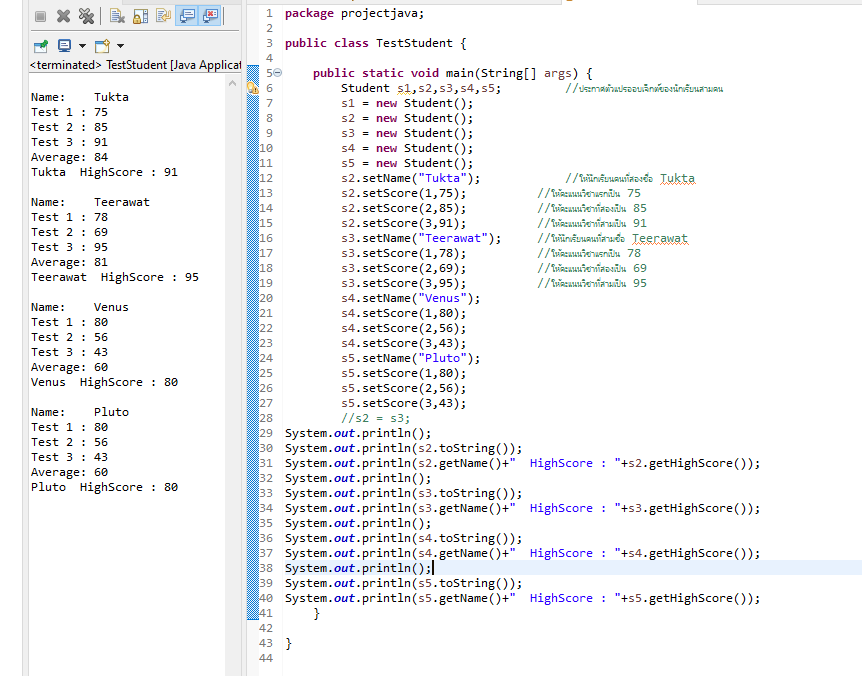 <terminated> TestStudent [Java Applicat
Name:    Tukta
Test 1 : 75
Test 2 : 85
Test 3 : 91
Average: 84
Tukta  HighScore : 91
Name:    Teerawat
Test 1 : 78
Test 2 : 69
Test 3 : 95
Average: 81
Teerawat  HighScore : 95
Name:    Venus
Test 1 : 80
Test 2 : 56
Test 3 : 43
Average: 60
Venus  HighScore : 80
Name:    Pluto
Test 1 : 80
Test 2 : 56
Test 3 : 43
Average: 60
Pluto  HighScore : 80
1 package projectjava;
2
3 public class TestStudent {
4
5     public static void main(String[] args) {
6         Student s1,s2,s3,s4,s5;         //ประกาศตัวแปรออบเจ็กต์ของนักเรียนสามคน
7         s1 = new Student();
8         s2 = new Student();
9         s3 = new Student();
10         s4 = new Student();
11         s5 = new Student();
12         s2.setName("Tukta");            //ให้นักเรียนคนที่สองชื่อ Tukta
13         s2.setScore(1,75);          //ให้คะแนนวิชาแรกเป็น 75
14         s2.setScore(2,85);          //ให้คะแนนวิชาที่สองเป็น 85
15         s2.setScore(3,91);          //ให้คะแนนวิชาที่สามเป็น 91
16         s3.setName("Teerawat");     //ให้นักเรียนคนที่สามชื่อ Teerawat
17         s3.setScore(1,78);          //ให้คะแนนวิชาแรกเป็น 78
18         s3.setScore(2,69);          //ให้คะแนนวิชาที่สองเป็น 69
19         s3.setScore(3,95);          //ให้คะแนนวิชาที่สามเป็น 95
20         s4.setName("Venus");
21         s4.setScore(1,80);
22         s4.setScore(2,56);
23         s4.setScore(3,43);
24         s5.setName("Pluto");
25         s5.setScore(1,80);
26         s5.setScore(2,56);
27         s5.setScore(3,43);
28         //s2 = s3;
29 System.out.println();
30 System.out.println(s2.toString());
31 System.out.println(s2.getName()+"  HighScore : "+s2.getHighScore());
32 System.out.println();
33 System.out.println(s3.toString());
34 System.out.println(s3.getName()+"  HighScore : "+s3.getHighScore());
35 System.out.println();
36 System.out.println(s4.toString());
37 System.out.println(s4.getName()+"  HighScore : "+s4.getHighScore());
38 System.out.println();
39 System.out.println(s5.toString());
40 System.out.println(s5.getName()+"  HighScore : "+s5.getHighScore());
41     }
42
43 }
44